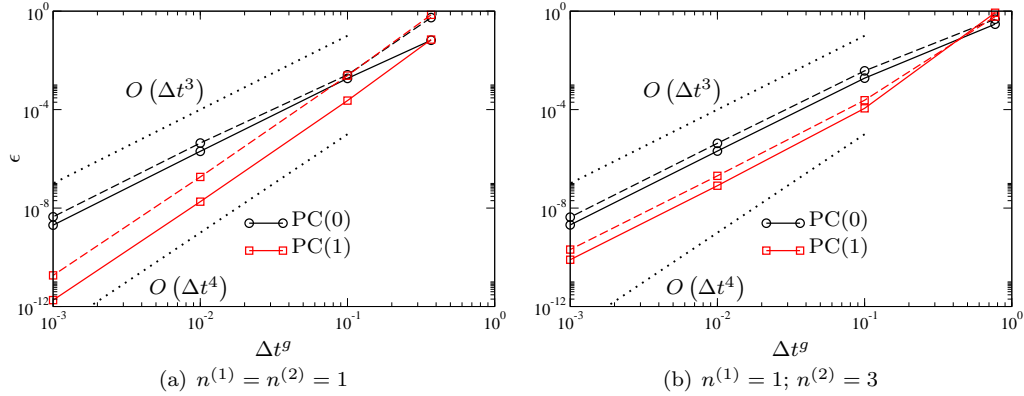 10^0
10^-4
10^-8
10^-12
ϵ
O (Δt^3)
O (Δt^4)
PC(0)
PC(1)
10^-3 10^-2 10^-1 10^0
Δt^g
(a) n^(1) = n^(2) = 1
10^0
10^-4
10^-8
10^-12
O (Δt^3)
O (Δt^4)
PC(0)
PC(1)
10^-3 10^-2 10^-1 10^0
Δt^g
(b) n^(1) = 1; n^(2) = 3